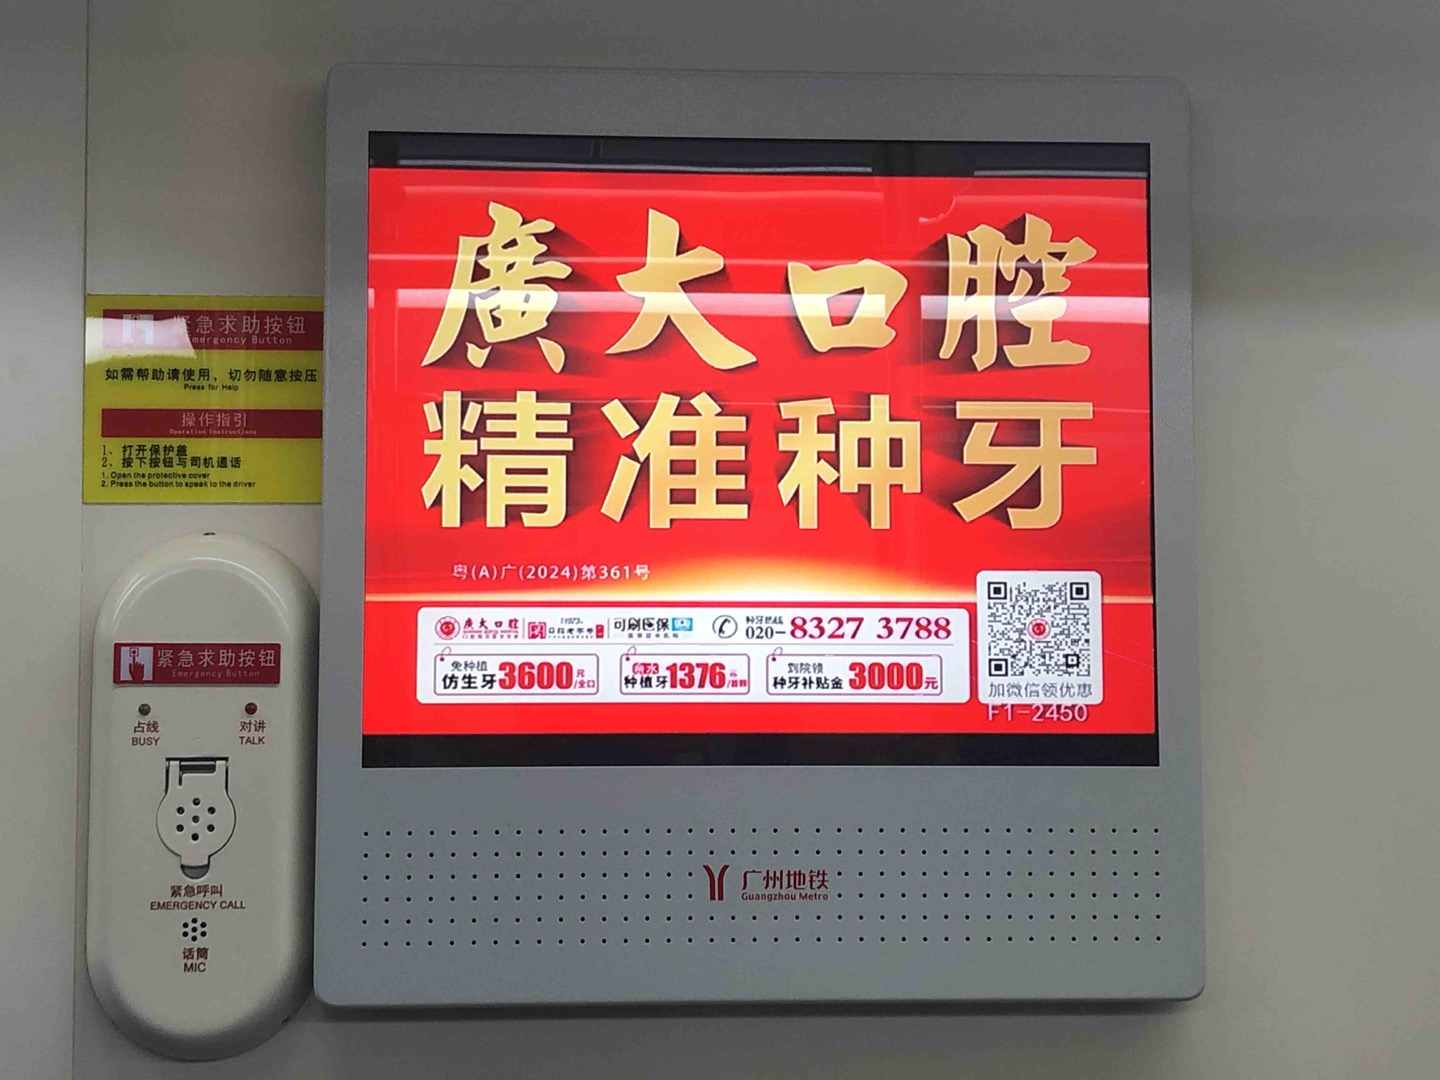 紧急求助按钮
Emergency Button
如需帮助请使用，切勿随意按压
Press for Help
操作指引
Operation Instructions
1、打开保护盖
2、按下按钮与司机通话
1. Open the protective cover
2. Press the button to speak to the driver
紧急求助按钮
Emergency Button
占线
BUSY
对讲
TALK
紧急呼叫
EMERGENCY CALL
话筒
MIC
廣大口腔
精准种牙
粤(A)广(2024)第361号
廣大口腔
口腔老字号
可刷医保
种牙热线
020-8327 3788
免种植
仿生牙3600元/全口
种植牙1376元/首颗
到院领
种牙补贴金3000元
加微信领优惠
F1-2450
广州地铁
Guangzhou Metro